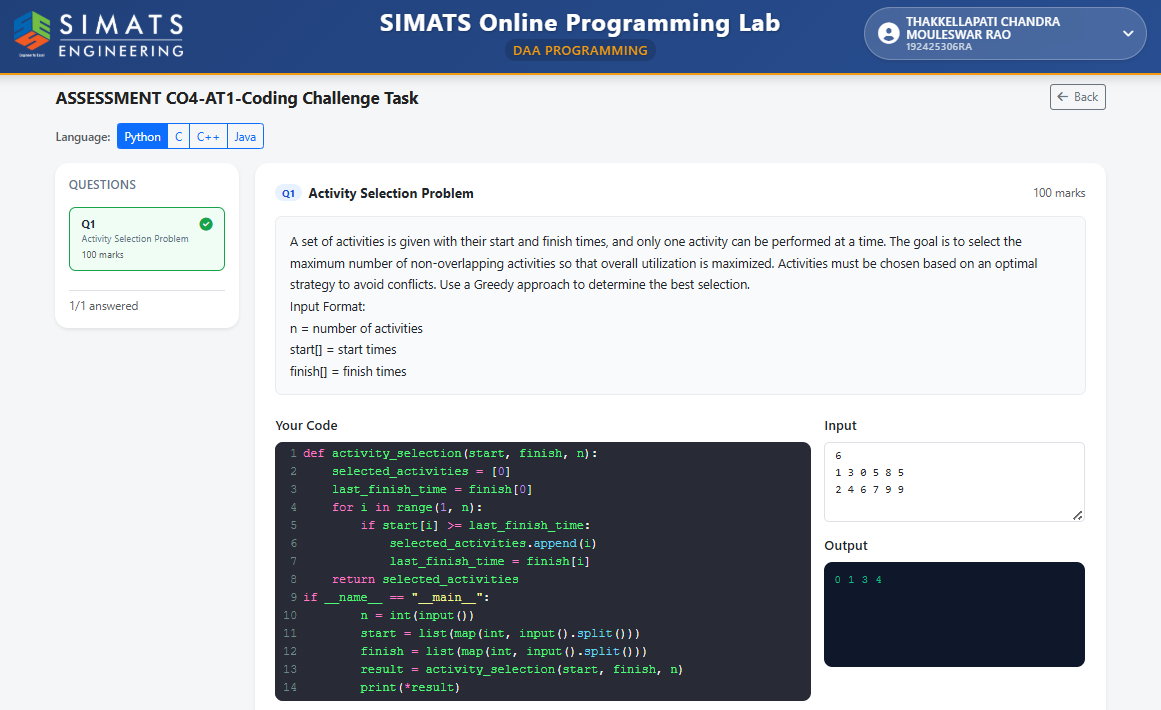 SIMATS
ENGINEERING
SIMATS Online Programming Lab
DAA PROGRAMMING
THAKKELLAPATI CHANDRA
MOULESWAR RAO
192425306RA
ASSESSMENT CO4-AT1-Coding Challenge Task
← Back
Language: Python C C++ Java
QUESTIONS
Q1
Activity Selection Problem
100 marks
1/1 answered
Q1 Activity Selection Problem 100 marks
A set of activities is given with their start and finish times, and only one activity can be performed at a time. The goal is to select the
maximum number of non-overlapping activities so that overall utilization is maximized. Activities must be chosen based on an optimal
strategy to avoid conflicts. Use a Greedy approach to determine the best selection.
Input Format:
n = number of activities
start[] = start times
finish[] = finish times
Your Code
1 def activity_selection(start, finish, n):
2     selected_activities = [0]
3     last_finish_time = finish[0]
4     for i in range(1, n):
5         if start[i] >= last_finish_time:
6             selected_activities.append(i)
7             last_finish_time = finish[i]
8     return selected_activities
9 if __name__ == "__main__":
10         n = int(input())
11         start = list(map(int, input().split()))
12         finish = list(map(int, input().split()))
13         result = activity_selection(start, finish, n)
14         print(*result)
Input
6
1 3 0 5 8 5
2 4 6 7 9 9
Output
0 1 3 4